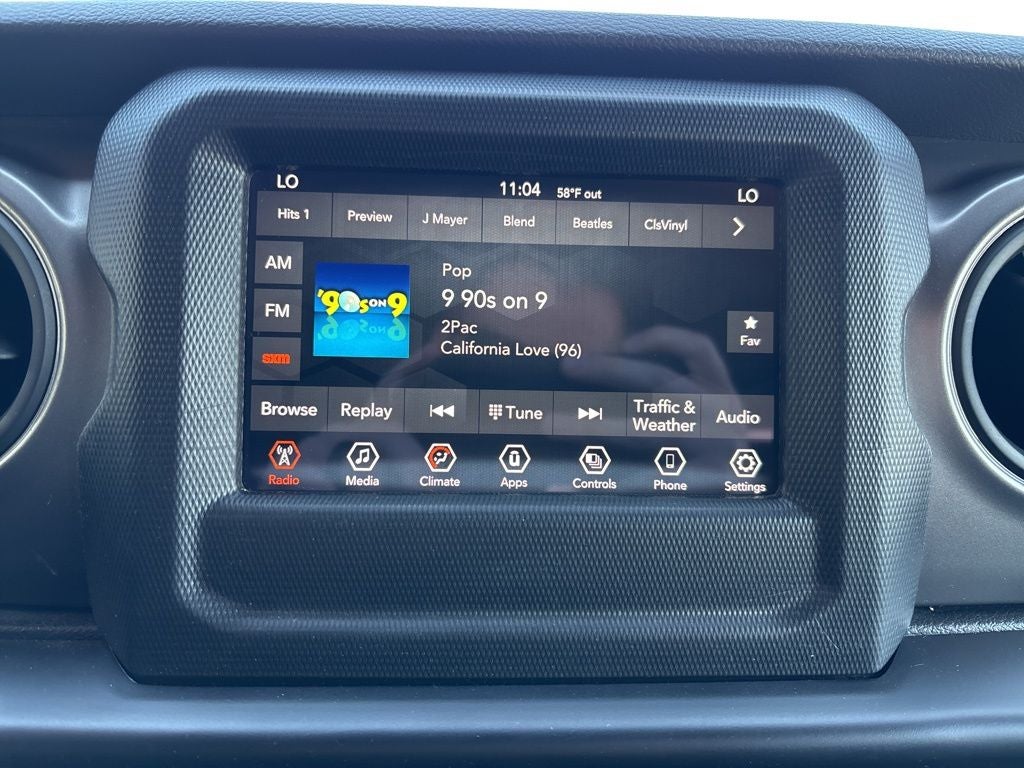 LO 11:04 58°F out LO
Hits 1 Preview J Mayer Blend Beatles ClsVinyl
AM
FM
sxm
'90s ON 9
Pop
9 90s on 9
2Pac
California Love (96)
Fav
Browse Replay Tune Traffic & Weather Audio
Radio Media Climate Apps Controls Phone Settings